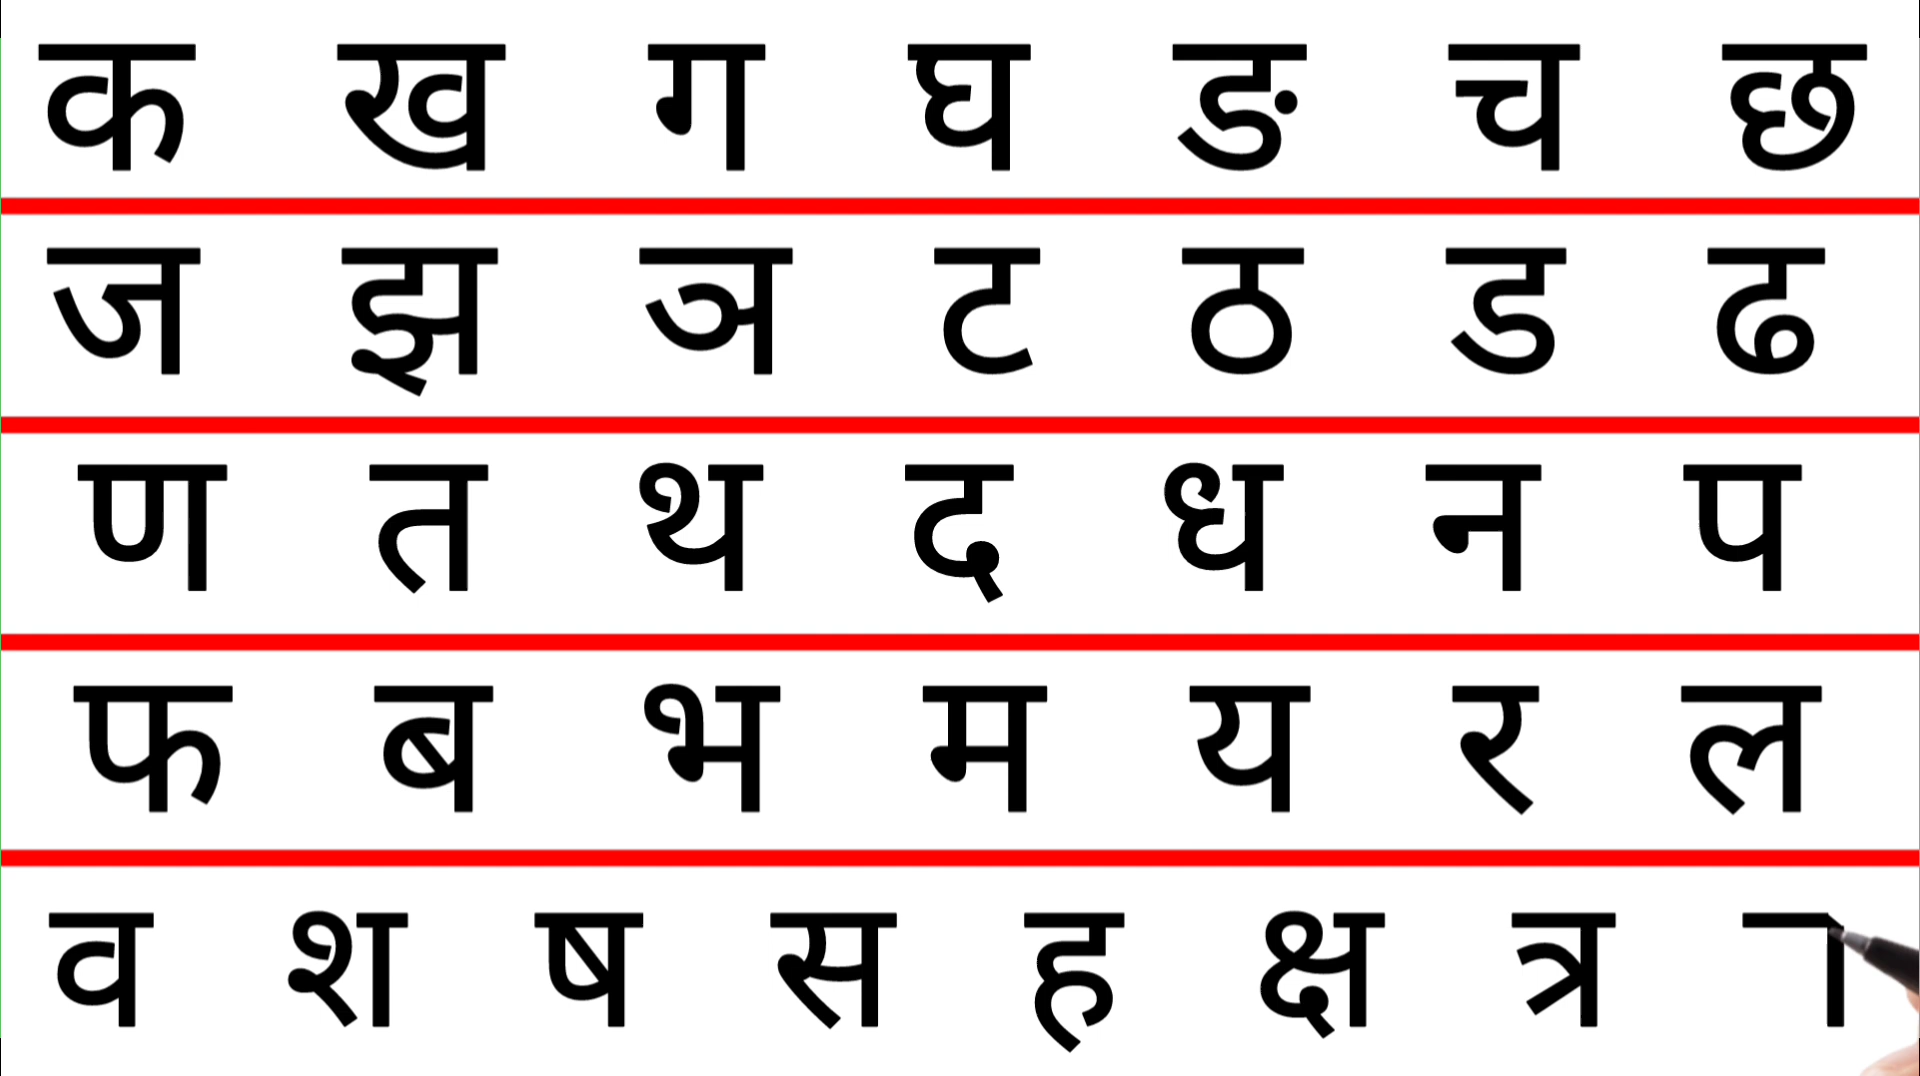 क ख ग घ ङ च छ
ज झ ञ ट ठ ड ढ
ण त थ द ध न प
फ ब भ म य र ल
व श ष स ह क्ष त्र